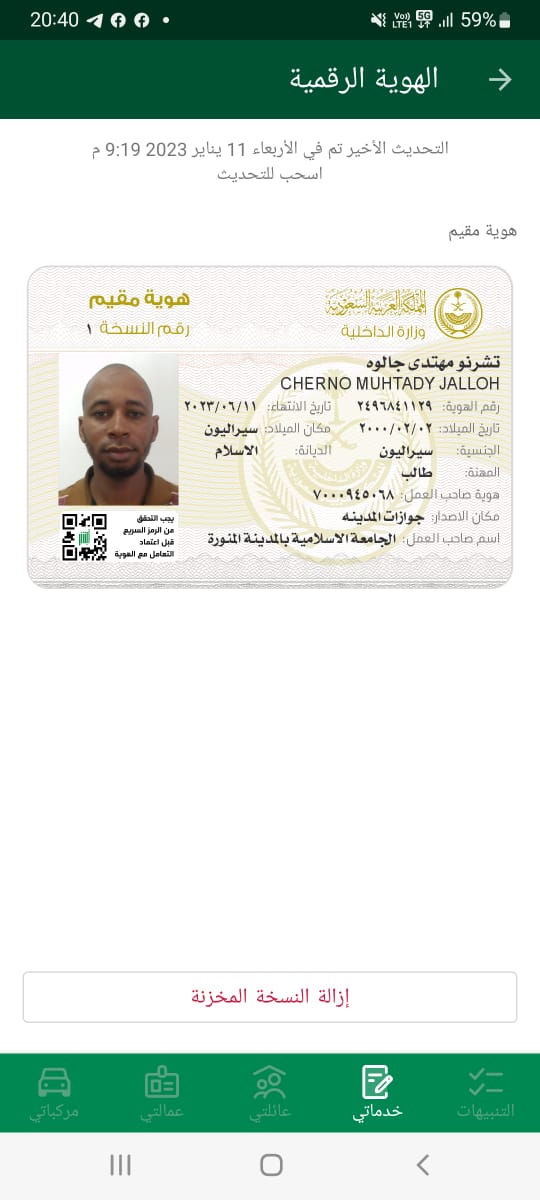 20:40
Vo)) LTE1 5G 59%
الهوية الرقمية
التحديث الأخير تم في الأربعاء 11 يناير 2023 9:19 م
اسحب للتحديث
هوية مقيم
المملكة العربية السعودية
وزارة الداخلية
هوية مقيم
رقم النسخة ١
تشرنو مهتدى جالوه
CHERNO MUHTADY JALLOH
رقم الهوية: ٢٤٩٦٨٤١١٢٩ تاريخ الانتهاء: ٢٠٢٣/٠٦/١١
تاريخ الميلاد: ٢٠٠٠/٠٢/٠٢ مكان الميلاد: سيراليون
الجنسية: سيراليون الديانة: الاسلام
المهنة: طالب
هوية صاحب العمل: ٧٠٠٠٩٤٥٠٦٨
مكان الاصدار: جوازات المدينه
اسم صاحب العمل: الجامعة الاسلامية بالمدينة المنورة
يجب التحقق
من الرمز السريع
قبل اعتماد
التعامل مع الهوية
إزالة النسخة المخزنة
التنبيهات خدماتي عائلتي عمالتي مركباتي